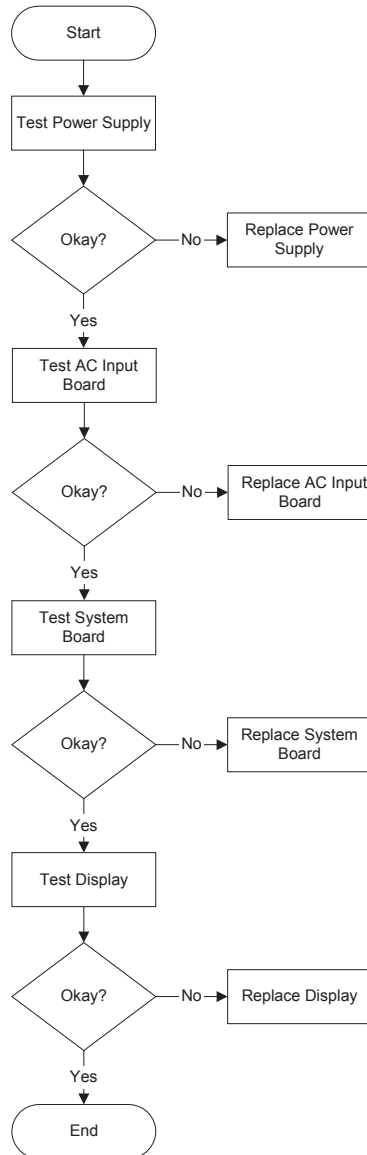 Start
Test Power Supply
Okay?
No
Replace Power
Supply
Yes
Test AC Input
Board
Okay?
No
Replace AC Input
Board
Yes
Test System
Board
Okay?
No
Replace System
Board
Yes
Test Display
Okay?
No
Replace Display
Yes
End